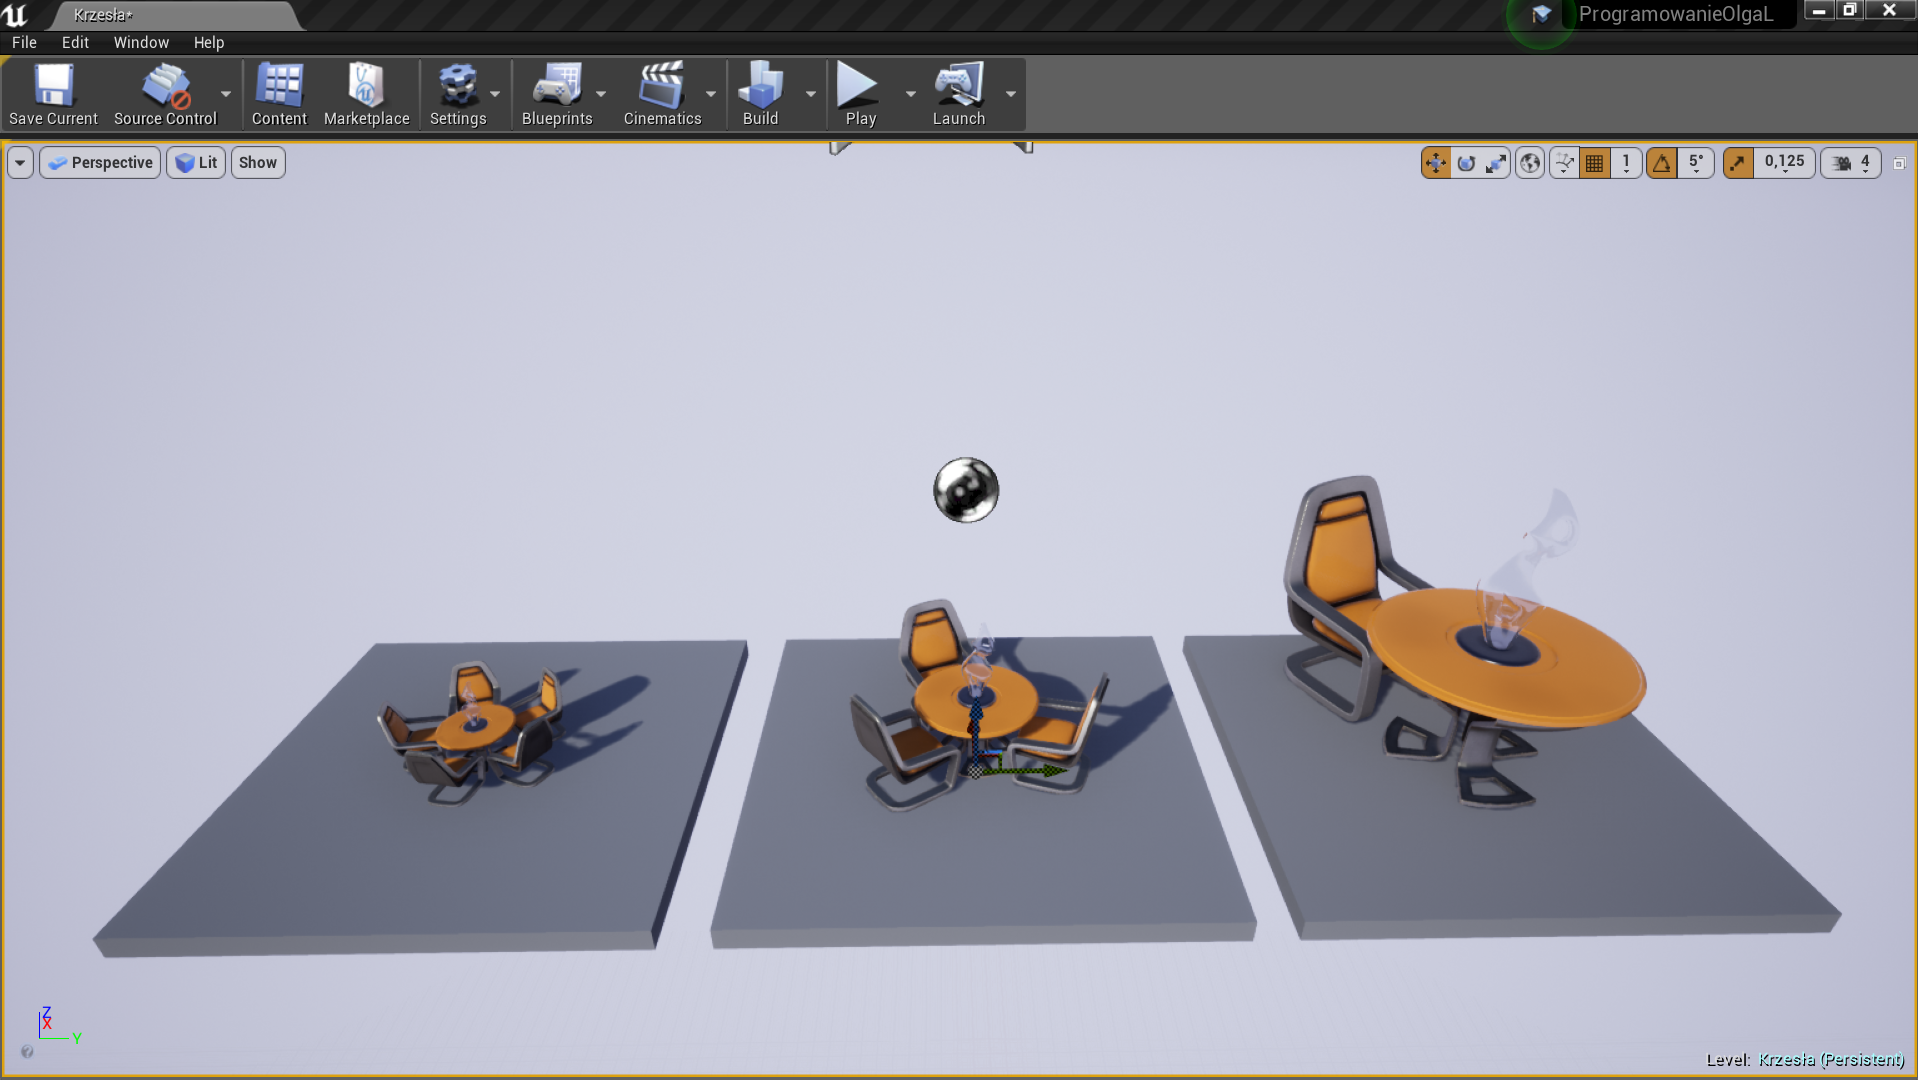 Krzesła*
ProgramowanieOlgaL
File Edit Window Help
Save Current Source Control Content Marketplace Settings Blueprints Cinematics Build Play Launch
Perspective Lit Show 1 5° 0,125 4
Z
X
Y
?
Level: Krzesła (Persistent)